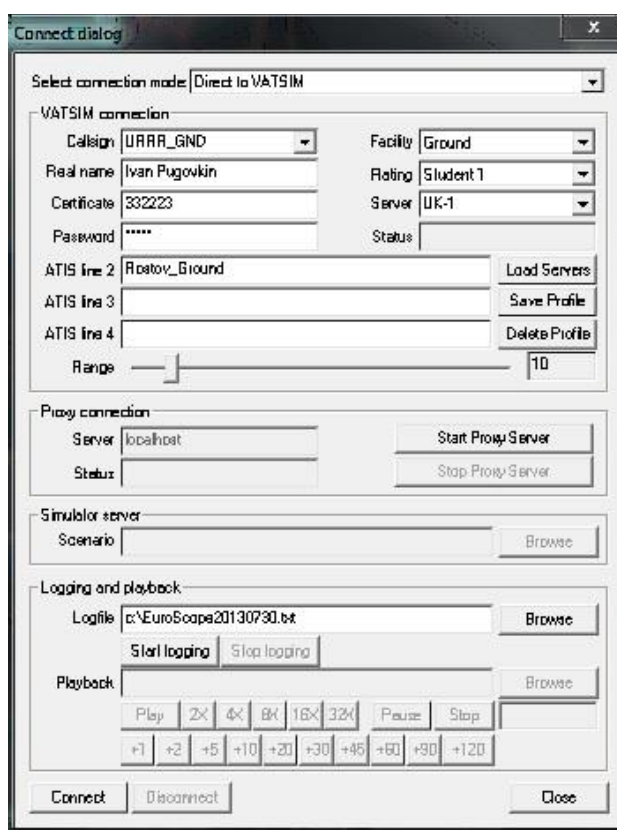 Connect dialog x
Select connection mode Direct to VATSIM
VATSIM connection
Callsign URRR_GND Facility Ground
Real name Ivan Pugovkin Rating Student 1
Certificate 332223 Server UK-1
Password ••••• Status
ATIS line 2 Rostov_Ground Load Servers
ATIS line 3 Save Profile
ATIS line 4 Delete Profile
Range 10
Proxy connection
Server localhost Start Proxy Server
Status Stop Proxy Server
Simulator server
Scenario Browse
Logging and playback
Logfile c:\EuroScope20130730.txt Browse
Start logging Stop logging
Playback Browse
Play 2X 4X 8X 16X 32X Pause Stop
+1 +2 +5 +10 +20 +30 +45 +60 +90 +120
Connect Disconnect Close